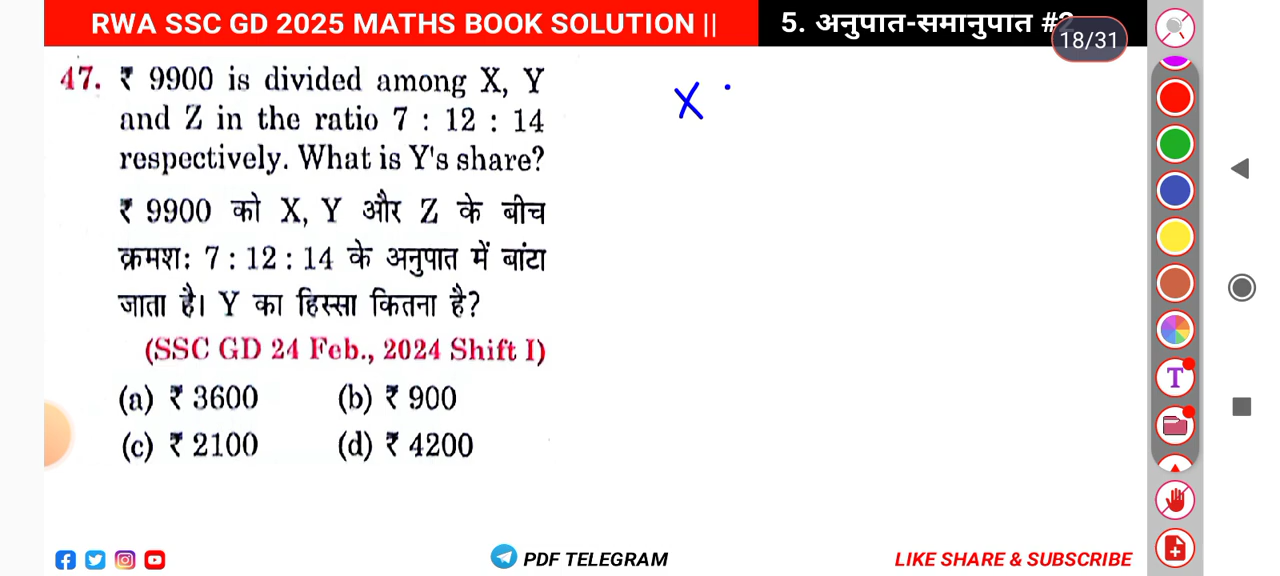 RWA SSC GD 2025 MATHS BOOK SOLUTION ||
5. अनुपात-समानुपात #2
18/31
47. ₹ 9900 is divided among X, Y
and Z in the ratio 7 : 12 : 14
respectively. What is Y's share?
₹ 9900 को X, Y और Z के बीच
क्रमश: 7 : 12 : 14 के अनुपात में बांटा
जाता है। Y का हिस्सा कितना है?
(SSC GD 24 Feb., 2024 Shift I)
(a) ₹ 3600 (b) ₹ 900
(c) ₹ 2100 (d) ₹ 4200
X
T
PDF TELEGRAM
LIKE SHARE & SUBSCRIBE